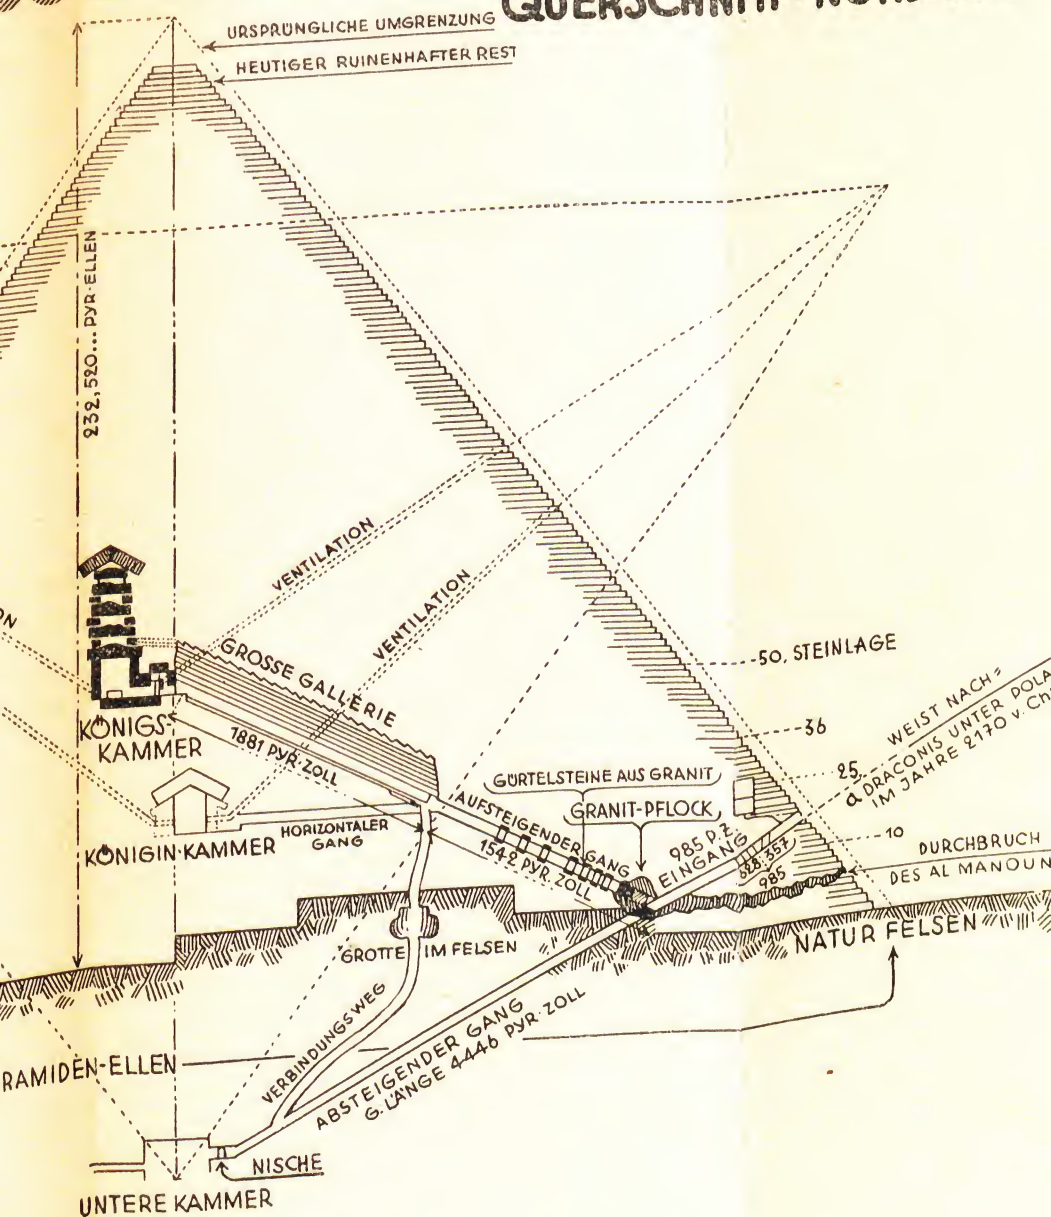 QUERSCHNITT
URSPRÜNGLICHE UMGRENZUNG
HEUTIGER RUINENHAFTER REST
232,520... PYR·ELLEN
VENTILATION
VENTILATION
ON
GROSSE GALLERIE
50. STEINLAGE
KÖNIGS-
KAMMER
1881 PYR·ZOLL
36
WEIST NACH=
α DRACONIS UNTER
IM JAHRE 2170 v. Ch
25
GÜRTELSTEINE AUS GRANIT
GRANIT-PFLOCK
AUFSTEIGENDER GANG
1542 PYR. ZOLL
KÖNIGIN·KAMMER
HORIZONTALER
GANG
985 P.Z.
EINGANG
628.357
985
10
DURCHBRUCH
DES AL MANOUN
NATUR FELSEN
GROTTE IM FELSEN
VERBINDUNGSWEG
ABSTEIGENDER GANG
G. LÄNGE 4446 PYR·ZOLL
RAMIDEN-ELLEN
NISCHE
UNTERE KAMMER